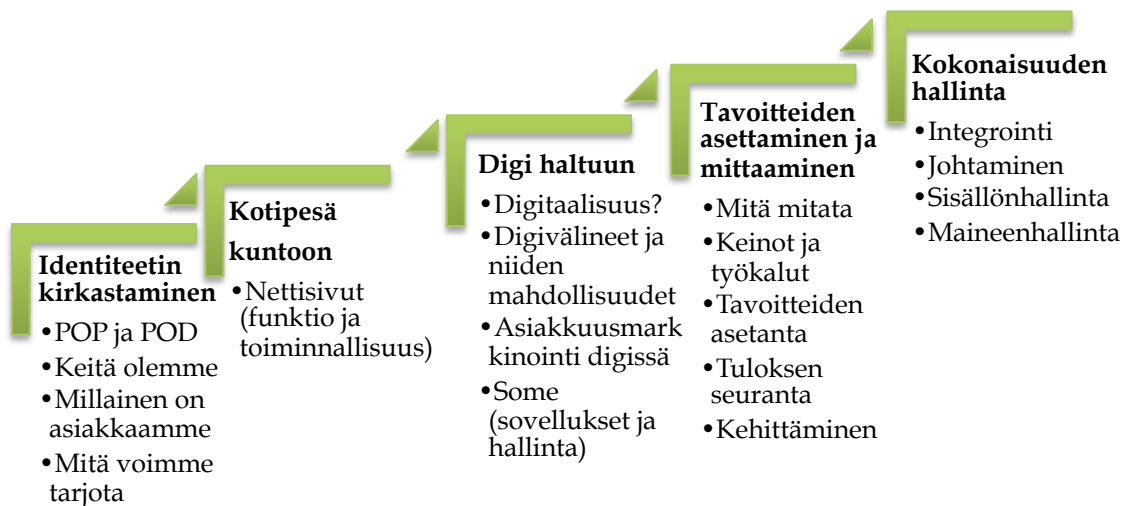 Identiteetin
kirkastaminen
•POP ja POD
•Keitä olemme
•Millainen on
asiakkaamme
•Mitä voimme
tarjota
Kotipesä
kuntoon
•Nettisivut
(funktio ja
toiminnallisuus)
Digi haltuun
•Digitaalisuus?
•Digivälineet ja
niiden
mahdollisuudet
•Asiakkuusmark
kinointi digissä
•Some
(sovellukset ja
hallinta)
Tavoitteiden
asettaminen ja
mittaaminen
•Mitä mitata
•Keinot ja
työkalut
•Tavoitteiden
asetanta
•Tuloksen
seuranta
•Kehittäminen
Kokonaisuuden
hallinta
•Integrointi
•Johtaminen
•Sisällönhallinta
•Maineenhallinta